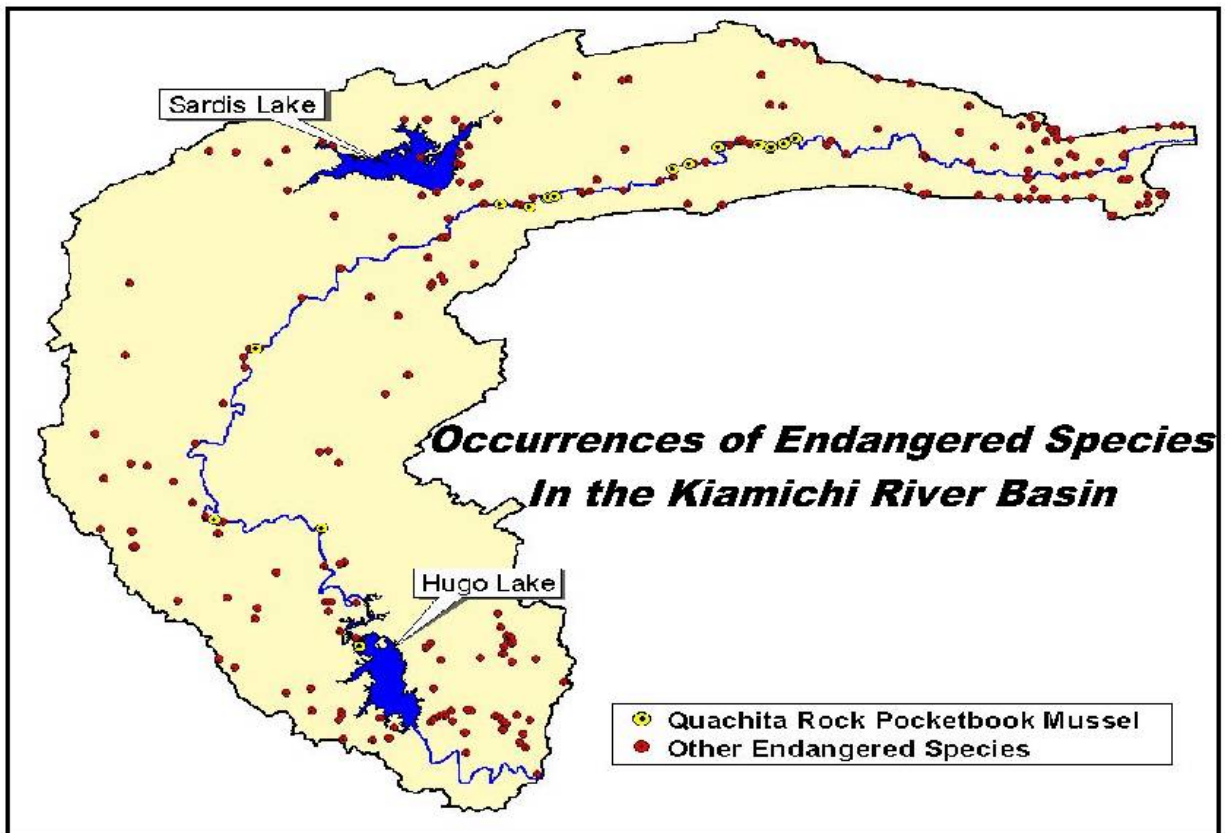 Sardis Lake
Occurrences of Endangered Species
In the Kiamichi River Basin
Hugo Lake
Quachita Rock Pocketbook Mussel
Other Endangered Species